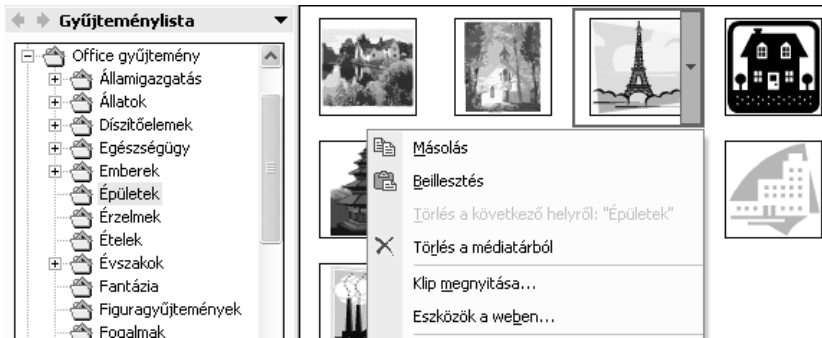 Gyűjteménylista
Office gyűjtemény
Államigazgatás
Állatok
Díszítőelemek
Egészségügy
Emberek
Épületek
Érzelmek
Ételek
Évszakok
Fantázia
Figuragyűjtemények
Fogalmak
Másolás
Beillesztés
Törlés a következő helyről: "Épületek"
Törlés a médiatárból
Klip megnyitása...
Eszközök a weben...